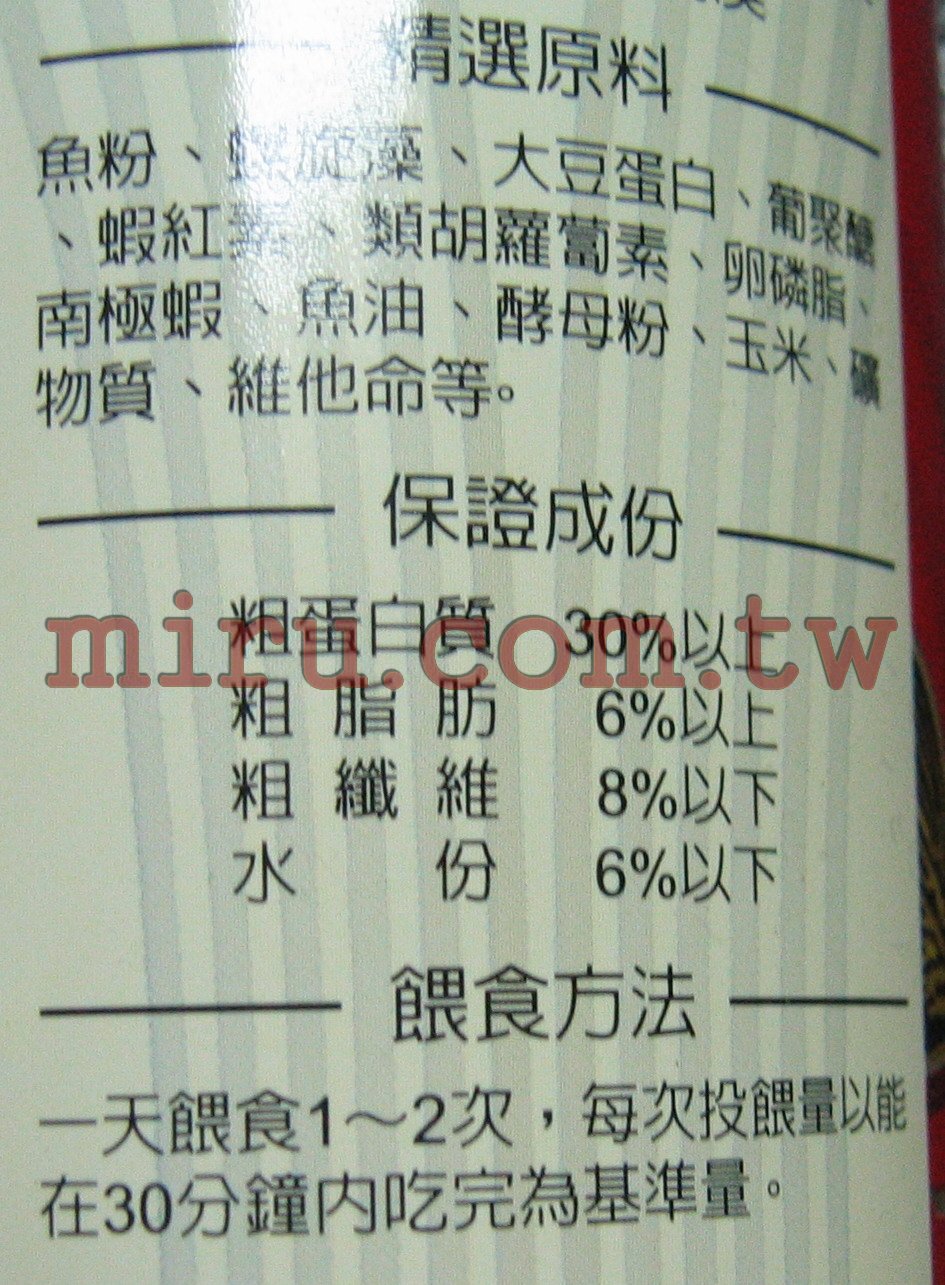 精選原料
魚粉、螺旋藻、大豆蛋白、葡聚醣
、蝦紅素、類胡蘿蔔素、卵磷脂、
南極蝦、魚油、酵母粉、玉米、礦
物質、維他命等。
保證成份
粗蛋白質 30%以上
粗脂肪 6%以上
粗纖維 8%以下
水份 6%以下
miru.com.tw
餵食方法
一天餵食1～2次，每次投餵量以能
在30分鐘內吃完為基準量。